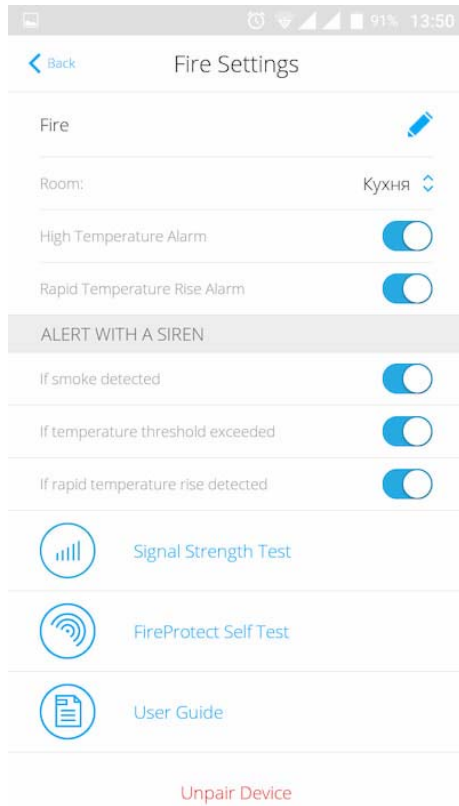 91% 13:50
Back Fire Settings
Fire
Room: Кухня
High Temperature Alarm
Rapid Temperature Rise Alarm
ALERT WITH A SIREN
If smoke detected
If temperature threshold exceeded
If rapid temperature rise detected
Signal Strength Test
FireProtect Self Test
User Guide
Unpair Device